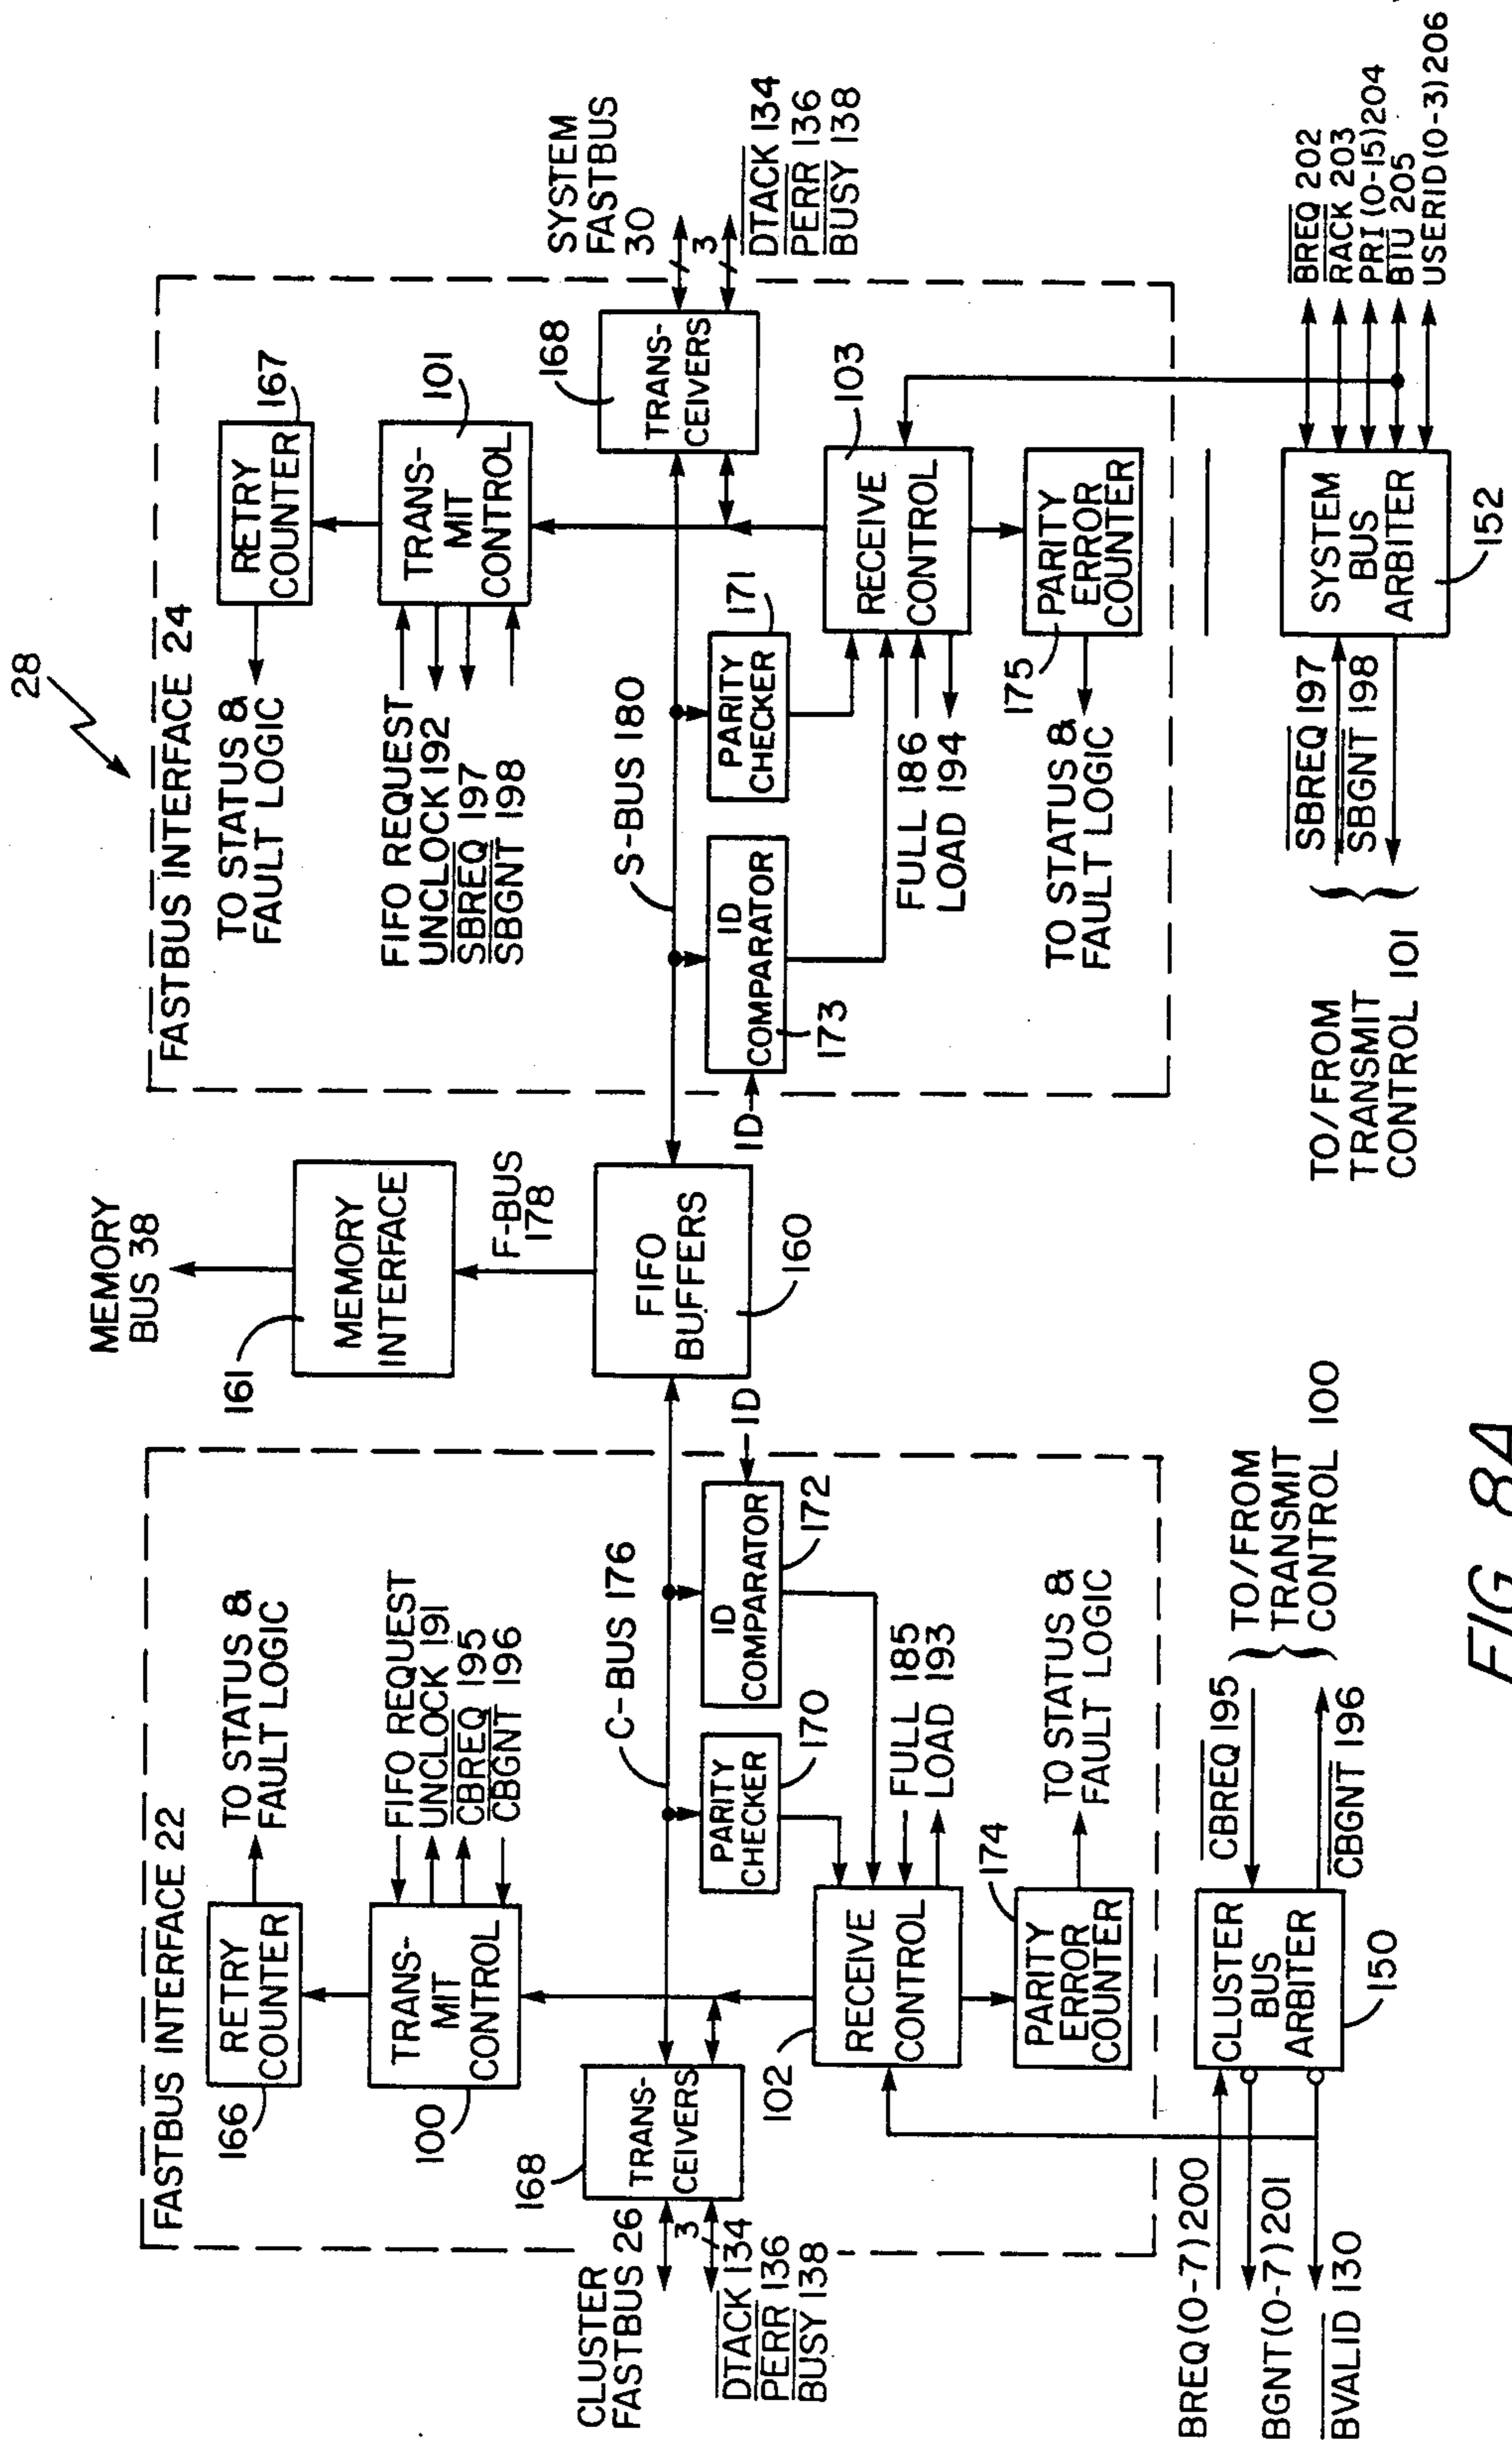 28
MEMORY
BUS 38
FASTBUS INTERFACE 22
166
RETRY
COUNTER
TO STATUS &
FAULT LOGIC
100
TRANS-
MIT
CONTROL
FIFO REQUEST
UNCLOCK 191
CBREQ 195
CBGNT 196
168
TRANS-
CEIVERS
CLUSTER
FASTBUS 26
3
DTACK 134
PERR 136
BUSY 138
C-BUS 176
PARITY
CHECKER
170
ID
COMPARATOR
172
ID
102
RECEIVE
CONTROL
FULL 185
LOAD 193
174
PARITY
ERROR
COUNTER
TO STATUS &
FAULT LOGIC
BREQ(0-7)200
BGNT(0-7)201
BVALID 130
CLUSTER
BUS
ARBITER
150
CBREQ 195
CBGNT 196
TO/FROM
TRANSMIT
CONTROL 100
161
MEMORY
INTERFACE
F-BUS
178
FIFO
BUFFERS
160
FASTBUS INTERFACE 24
TO STATUS &
FAULT LOGIC
RETRY
COUNTER
167
FIFO REQUEST
UNCLOCK 192
SBREQ 197
SBGNT 198
TRANS-
MIT
CONTROL
101
S-BUS 180
168
TRANS-
CEIVERS
SYSTEM
FASTBUS
30
3
DTACK 134
PERR 136
BUSY 138
ID
ID
COMPARATOR
173
PARITY
CHECKER
171
FULL 186
LOAD 194
RECEIVE
CONTROL
103
TO STATUS &
FAULT LOGIC
175
PARITY
ERROR
COUNTER
TO/FROM
TRANSMIT
CONTROL 101
SBREQ 197
SBGNT 198
SYSTEM
BUS
ARBITER
152
BREQ 202
RACK 203
PRI (0-15)204
BIU 205
USERID(0-3)206
FIG. 8A